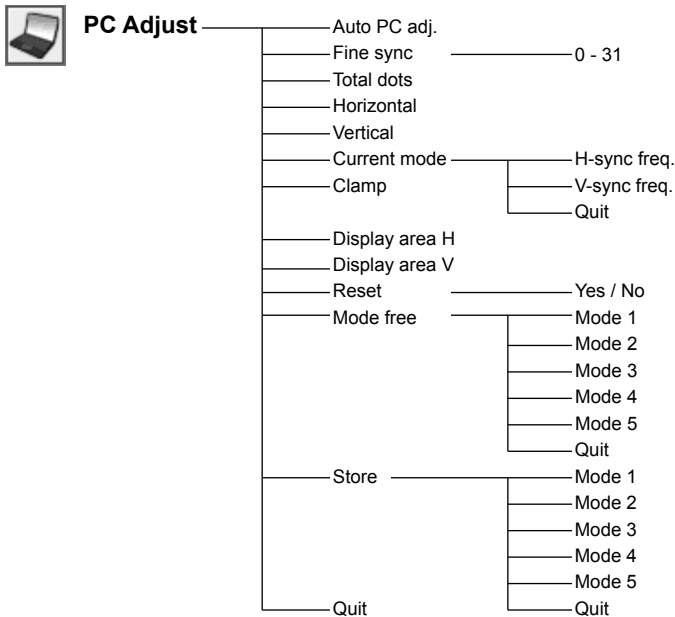 PC Adjust
Auto PC adj.
Fine sync 0 - 31
Total dots
Horizontal
Vertical
Current mode H-sync freq.
Clamp V-sync freq.
Quit
Display area H
Display area V
Reset Yes / No
Mode free Mode 1
Mode 2
Mode 3
Mode 4
Mode 5
Quit
Store Mode 1
Mode 2
Mode 3
Mode 4
Mode 5
Quit Quit